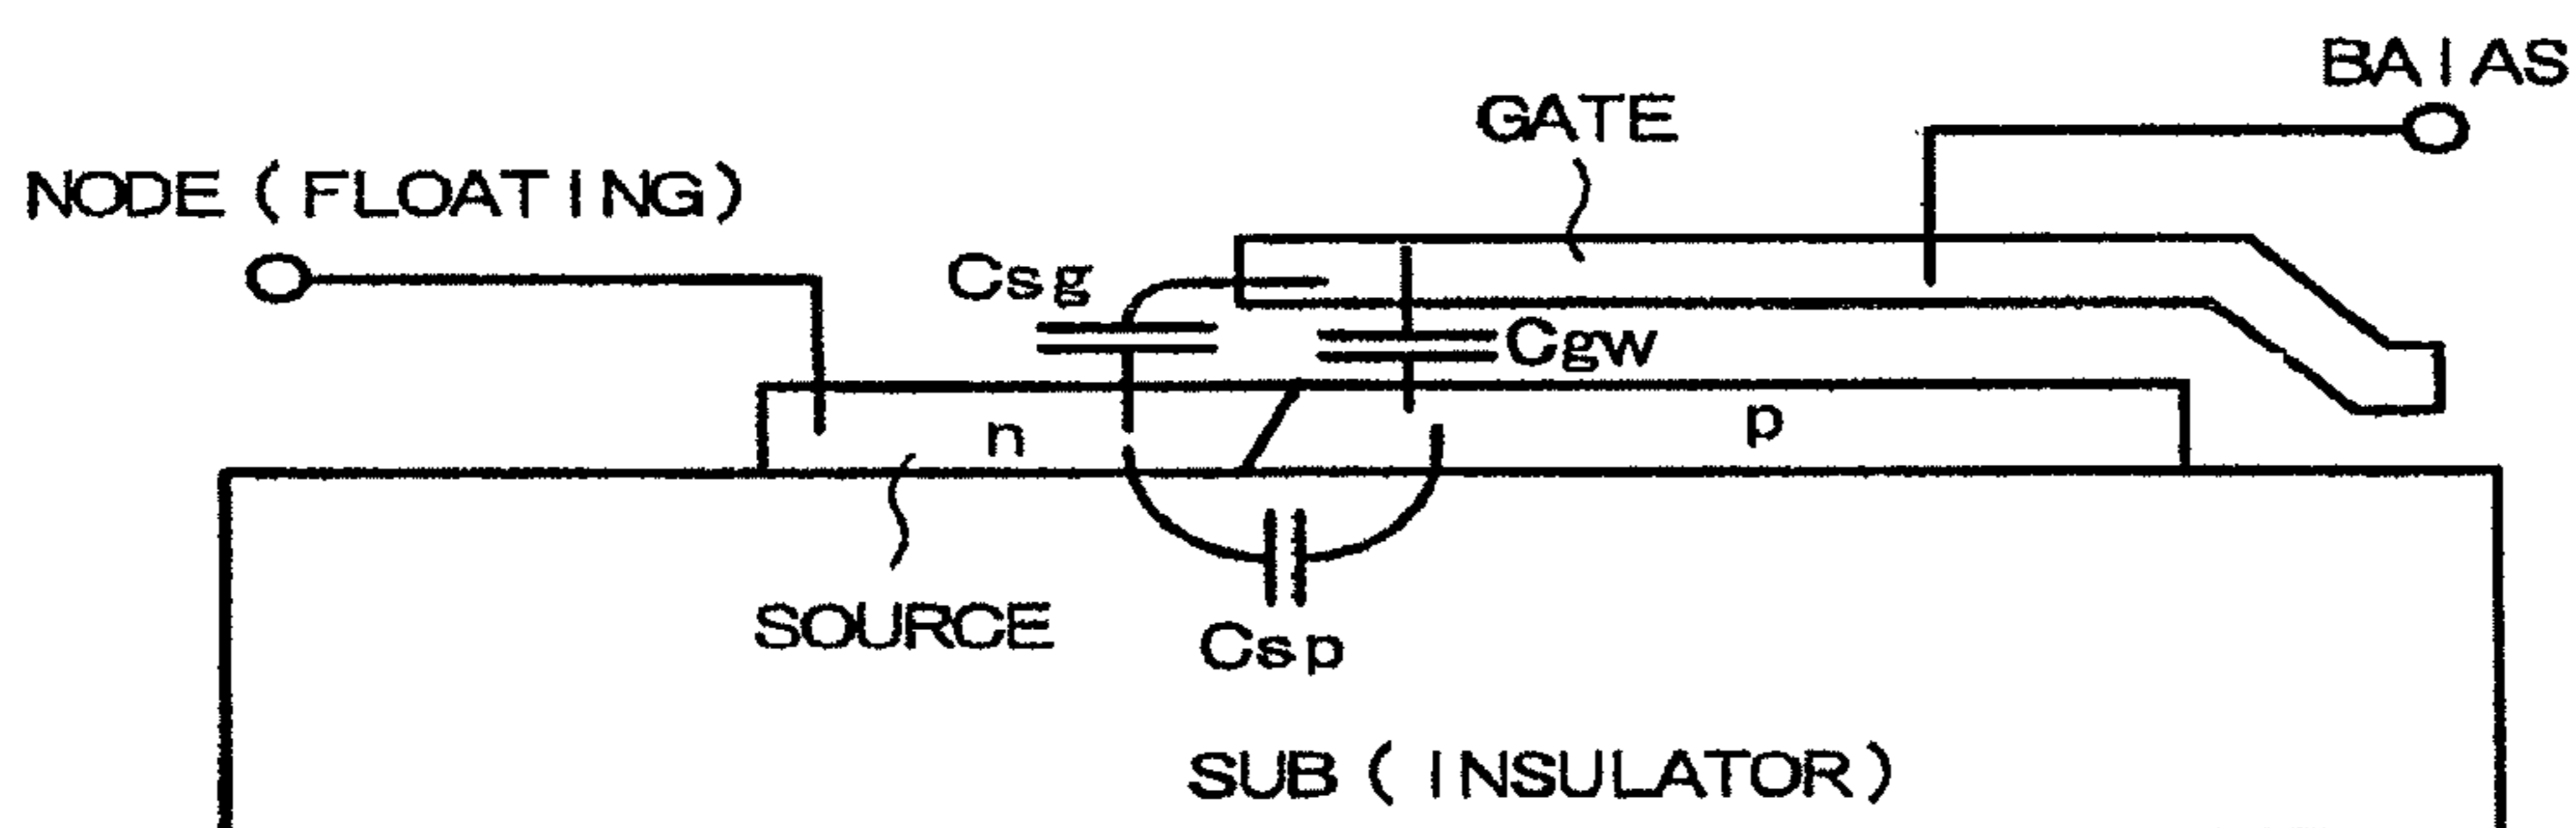 BAIAS
GATE
NODE (FLOATING)
Csg
Cgw
n
p
SOURCE
Csp
SUB (INSULATOR)